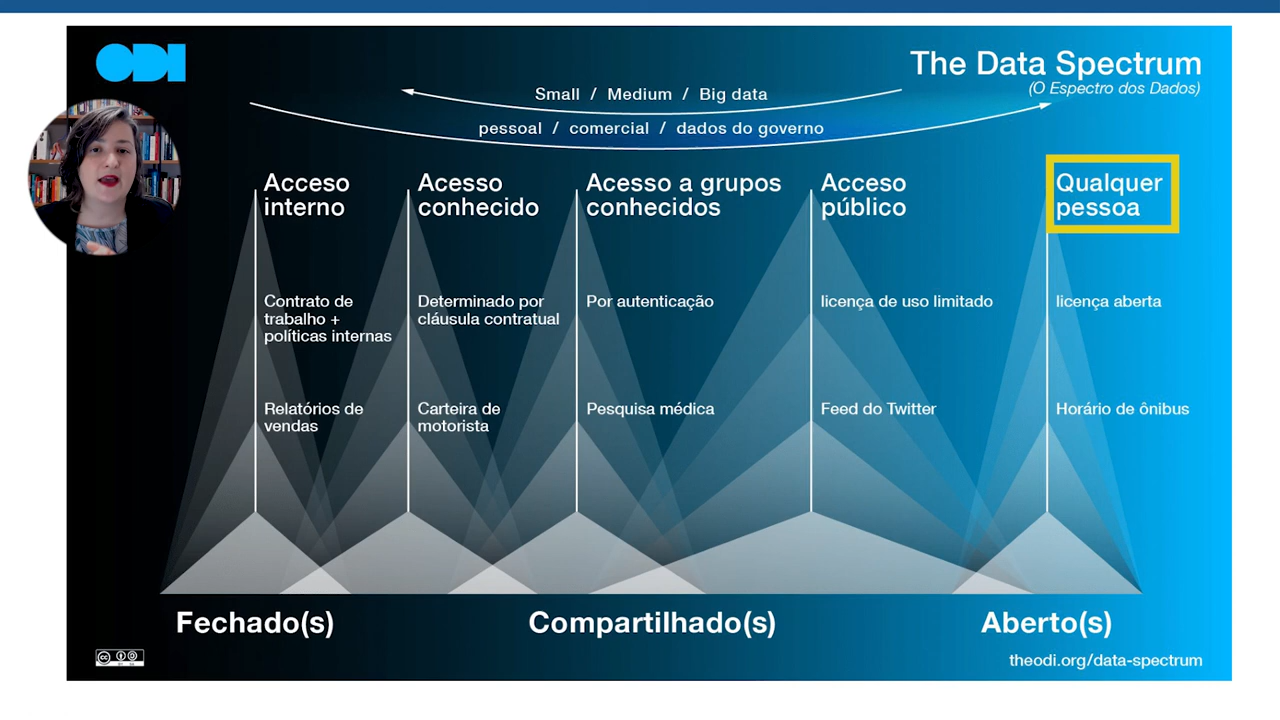 ODI
The Data Spectrum
(O Espectro dos Dados)
Small / Medium / Big data
pessoal / comercial / dados do governo
Acceso
interno
Contrato de
trabalho +
políticas internas
Relatórios de
vendas
Acesso
conhecido
Determinado por
cláusula contratual
Carteira de
motorista
Acesso a grupos
conhecidos
Por autenticação
Pesquisa médica
Acceso
público
licença de uso limitado
Feed do Twitter
Qualquer
pessoa
licença aberta
Horário de ônibus
Fechado(s)
Compartilhado(s)
Aberto(s)
cc
theodi.org/data-spectrum